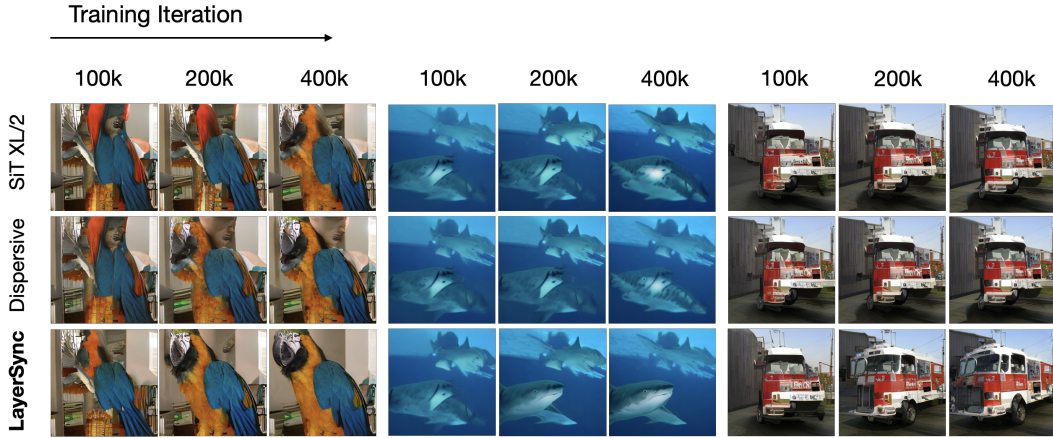 Training Iteration
100k 200k 400k 100k 200k 400k 100k 200k 400k
SiT XL/2
Dispersive
LayerSync